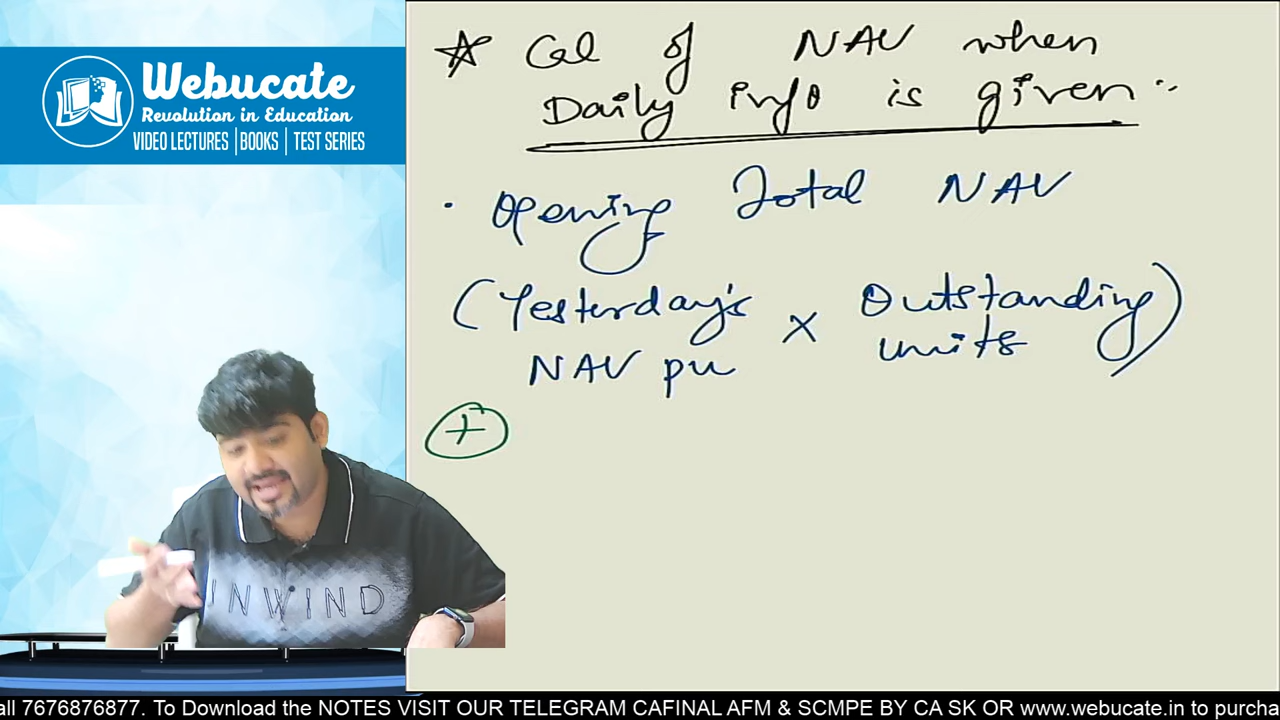 Webucate
Revolution in Education
VIDEO LECTURES | BOOKS | TEST SERIES
Cal of NAV when
Daily info is given :
• Opening Total NAV
(Yesterday's × Outstanding)
NAV pu units
+
INWIND
all 7676876877. To Download the NOTES VISIT OUR TELEGRAM CAFINAL AFM & SCMPE BY CA SK OR www.webucate.in to purcha